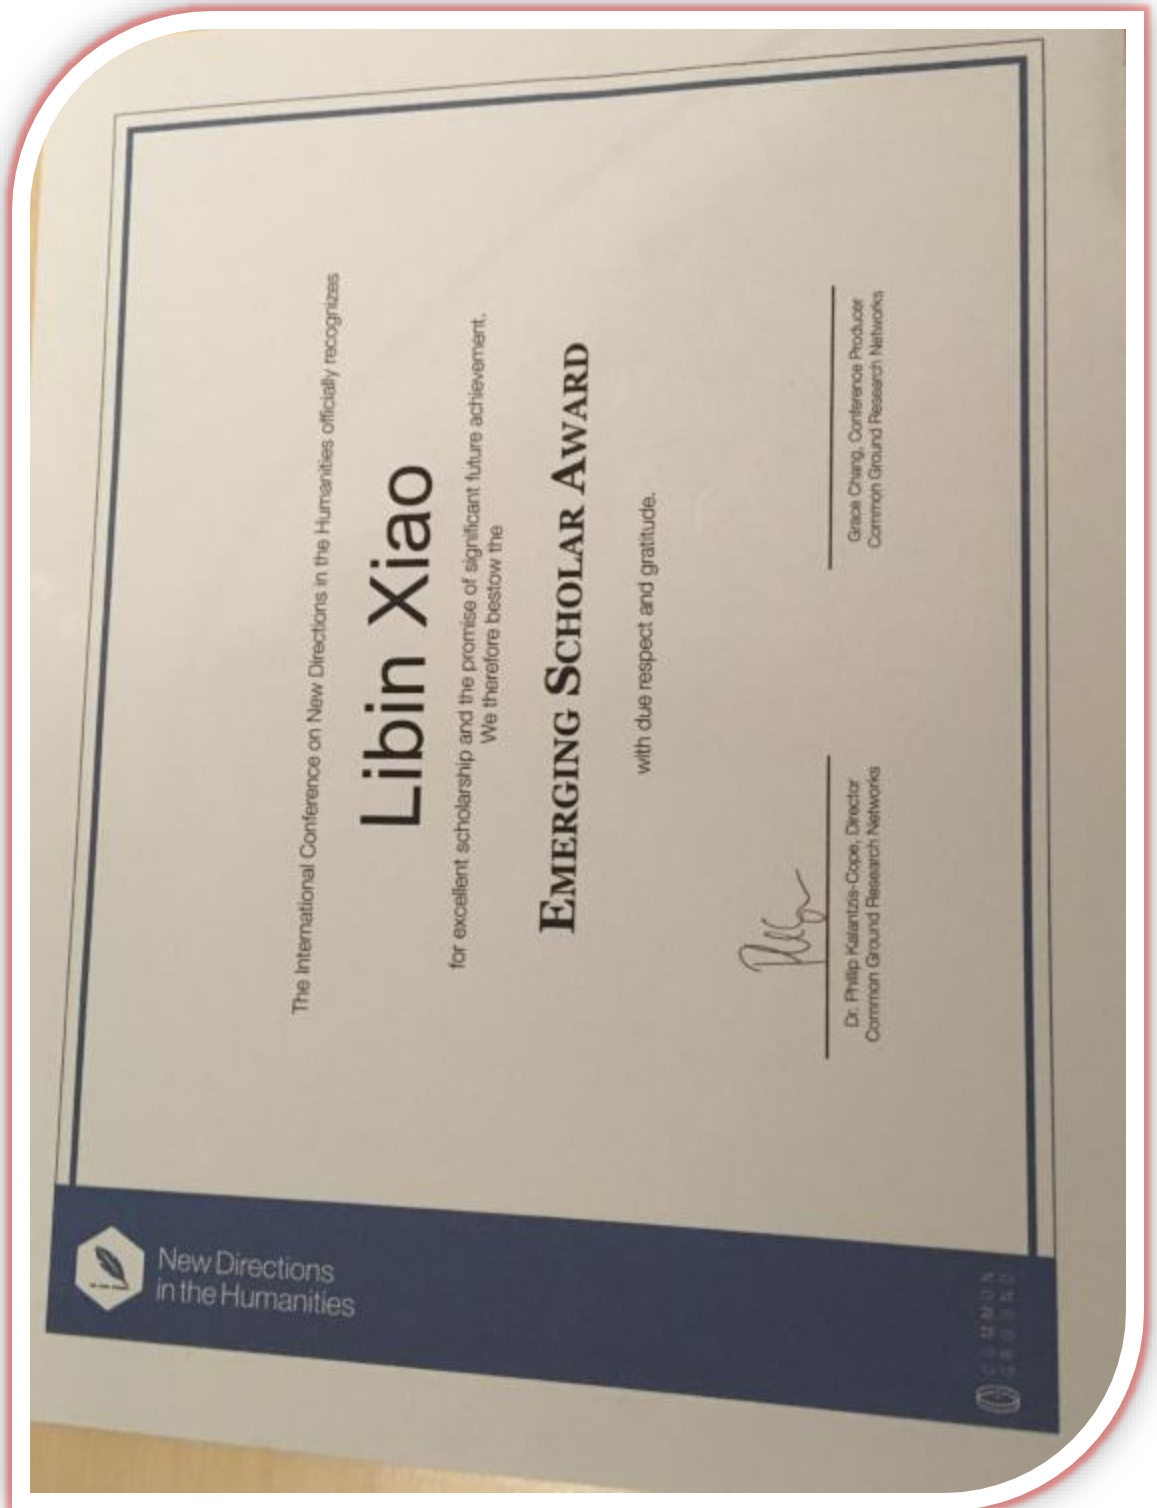 New Directions
in the Humanities
The International Conference on New Directions in the Humanities officially recognizes
Libin Xiao
for excellent scholarship and the promise of significant future achievement.
We therefore bestow the
EMERGING SCHOLAR AWARD
with due respect and gratitude.
Dr. Phillip Kalantzis-Cope, Director
Common Ground Research Networks
Grace Chang, Conference Producer
Common Ground Research Networks
COMMON
GROUND